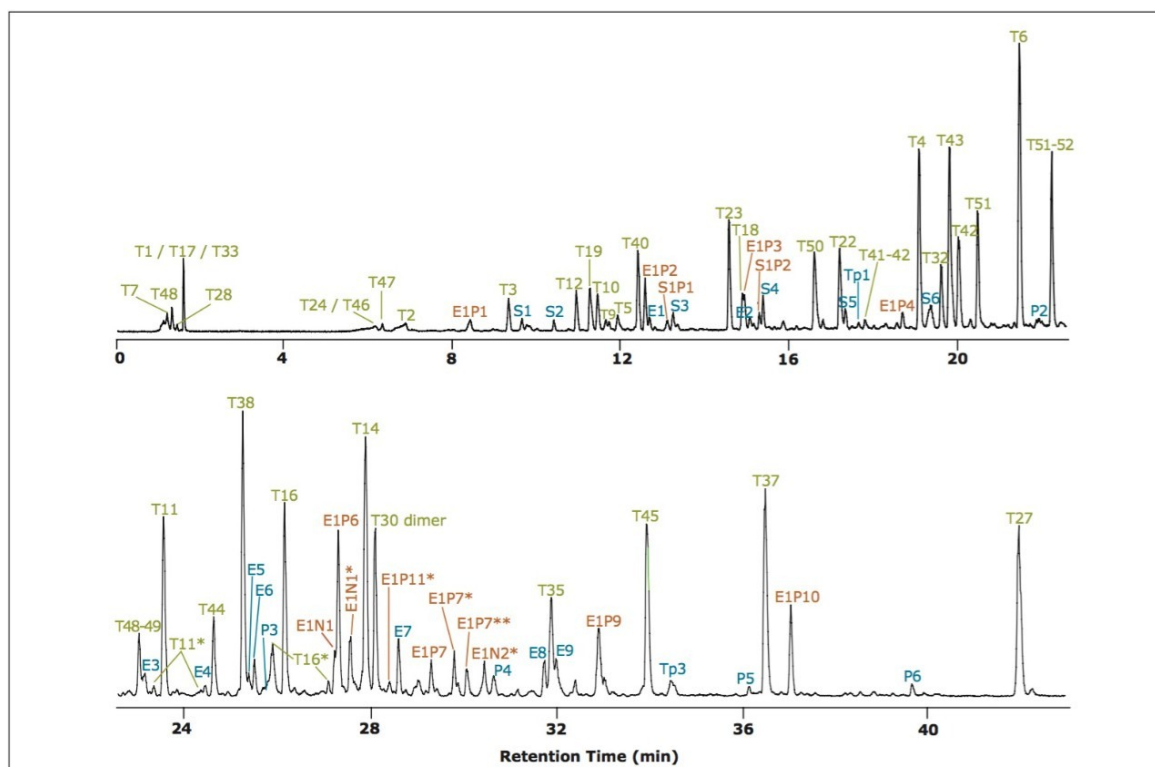 T6
T4
T43
T51-52
T51
T23
T42
T1 / T17 / T33
T19
T40
T18
E1P3
T50
T22
T32
T7
T48
T28
T24 / T46
T47
T2
E1P1
T3
S1
S2
T12
T10
T9
T5
E1P2
E1
S1P1
S3
E2
S1P2
S4
Tp1
S5
T41-42
E1P4
S6
P2
0 4 8 12 16 20
T38
T14
T11
T16
E1P6
T30 dimer
T45
T37
T27
E5
E6
P3
E1N1*
E1P11*
E1P7*
T35
E1P10
T48-49
T11*
T44
E1N1
E1P7**
E1P9
E3
E4
T16*
E7
E1P7
E1N2*
P4
E8
E9
Tp3
P5
P6
24 28 32 36 40
Retention Time (min)